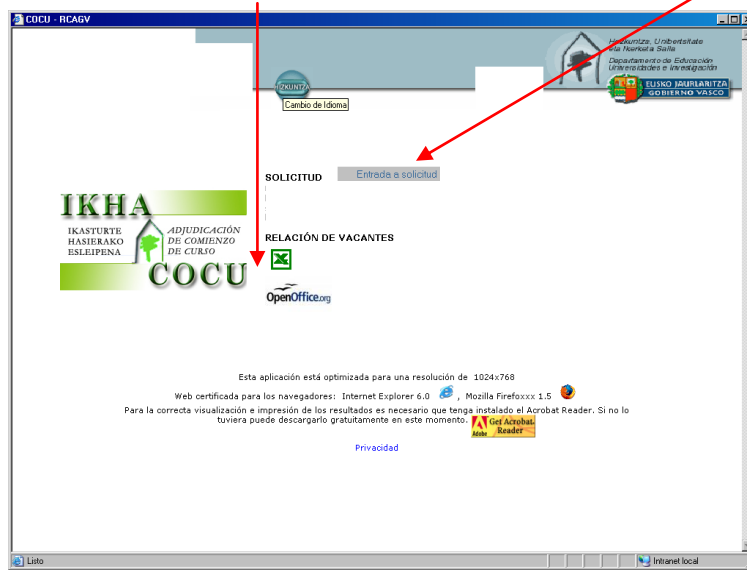 COCU - RCAGV
Hezkuntza, Unibertsitate
eta Ikerketa Saila
Departamento de Educación
Universidades e Investigación
EUSKO JAURLARITZA
GOBIERNO VASCO
HIZKUNTZA
Cambio de Idioma
SOLICITUD Entrada a solicitud
IKHA
IKASTURTE
HASIERAKO
ESLEIPENA
ADJUDICACIÓN
DE COMIENZO
DE CURSO
COCU
RELACIÓN DE VACANTES
OpenOffice.org
Esta aplicación está optimizada para una resolución de 1024x768
Web certificada para los navegadores: Internet Explorer 6.0 , Mozilla Firefoxxx 1.5
Para la correcta visualización e impresión de los resultados es necesario que tenga instalado el Acrobat Reader. Si no lo
tuviera puede descargarlo gratuitamente en este momento.
Get Acrobat
Reader
Adobe
Privacidad
Listo
Intranet local